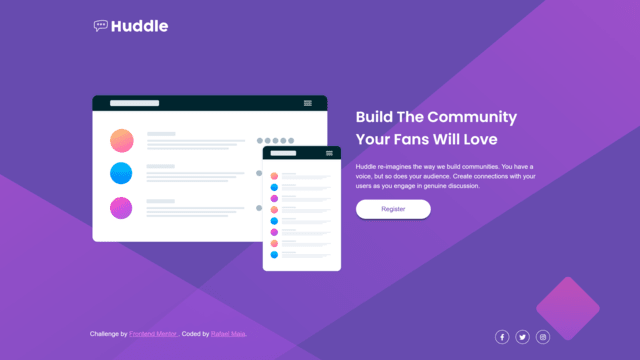 Huddle
Build The Community
Your Fans Will Love
Huddle re-imagines the way we build communities. You have a
voice, but so does your audience. Create connections with your
users as you engage in genuine discussion.
Register
Challenge by Frontend Mentor . Coded by Rafael Maia.